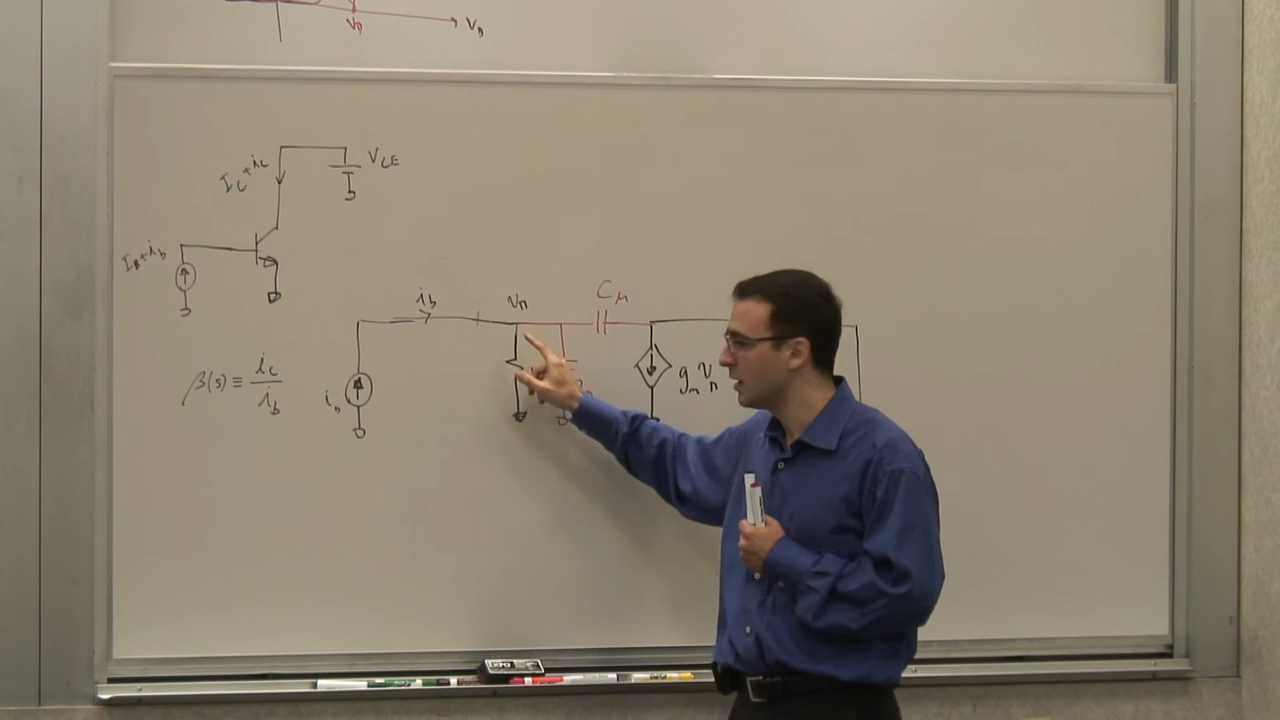 V_D V_D
I_C + i_c
V_CE
I_B + i_b
i_b
v_π
C_μ
β(s) ≡ i_c / i_b
i_b
g_m v_π
EXPO